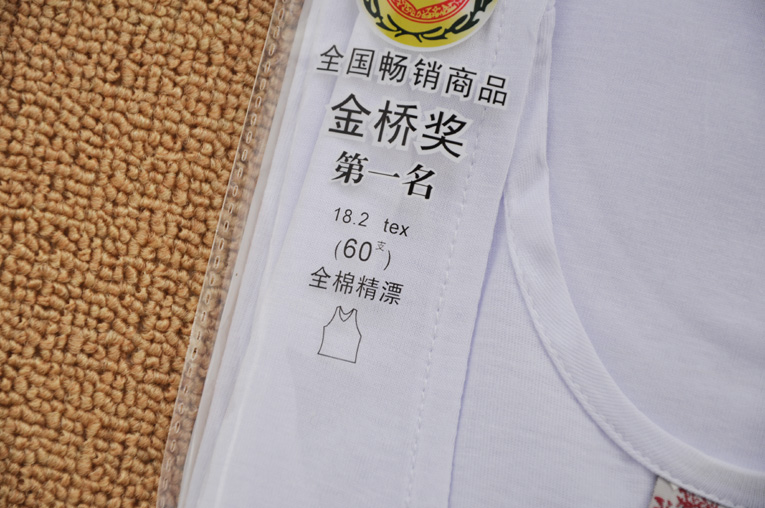 全国畅销商品
金桥奖
第一名
18.2 tex
(60支)
全棉精漂